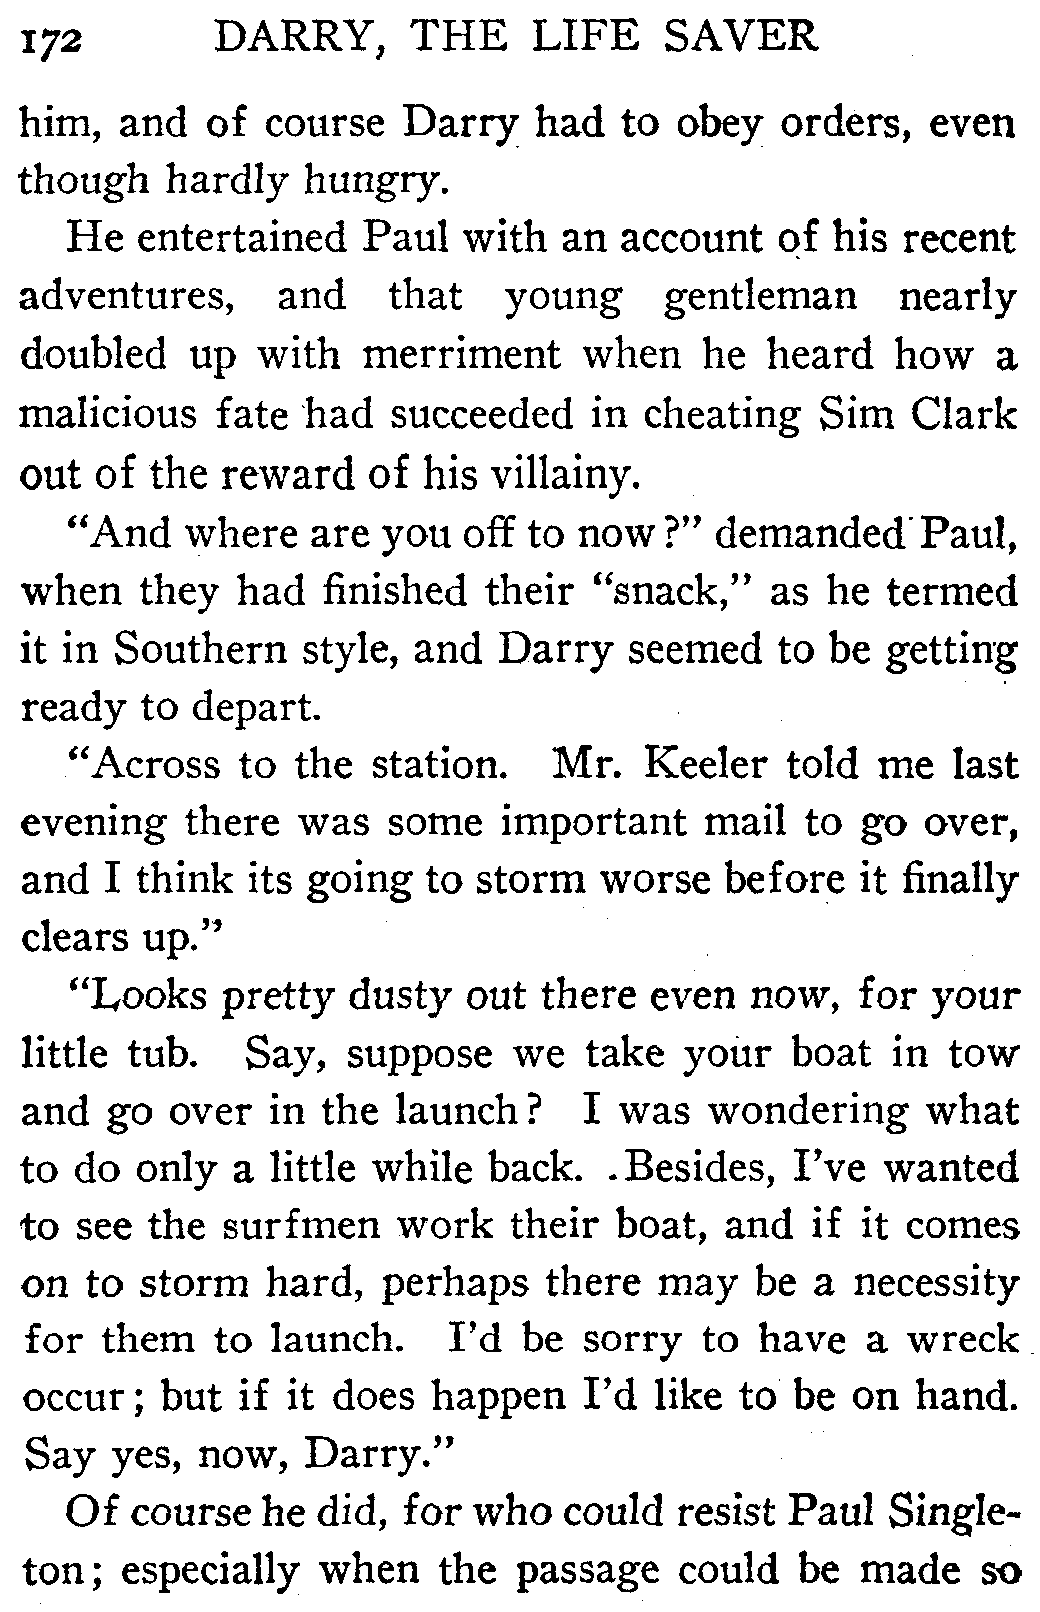 172 DARRY, THE LIFE SAVER
him, and of course Darry had to obey orders, even
though hardly hungry.
He entertained Paul with an account of his recent
adventures, and that young gentleman nearly
doubled up with merriment when he heard how a
malicious fate had succeeded in cheating Sim Clark
out of the reward of his villainy.
"And where are you off to now?" demanded Paul,
when they had finished their "snack," as he termed
it in Southern style, and Darry seemed to be getting
ready to depart.
"Across to the station. Mr. Keeler told me last
evening there was some important mail to go over,
and I think its going to storm worse before it finally
clears up."
"Looks pretty dusty out there even now, for your
little tub. Say, suppose we take your boat in tow
and go over in the launch? I was wondering what
to do only a little while back. Besides, I've wanted
to see the surfmen work their boat, and if it comes
on to storm hard, perhaps there may be a necessity
for them to launch. I'd be sorry to have a wreck
occur; but if it does happen I'd like to be on hand.
Say yes, now, Darry."
Of course he did, for who could resist Paul Single-
ton; especially when the passage could be made so